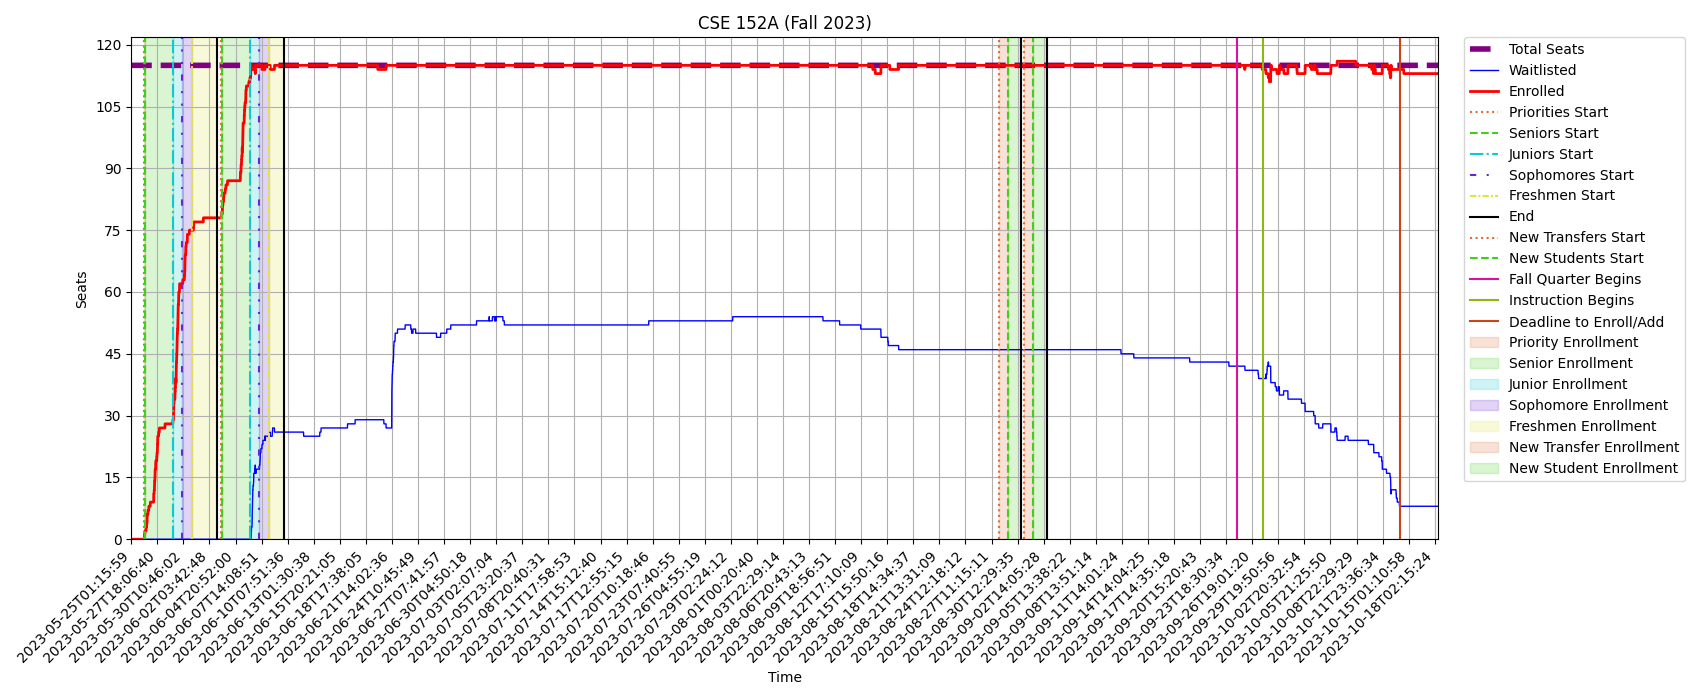 CSE 152A (Fall 2023)
Seats
120
105
90
75
60
45
30
15
0
2023-05-25T01:15:59
2023-05-27T18:06:40
2023-05-30T10:46:02
2023-06-02T03:42:48
2023-06-04T20:52:00
2023-06-07T14:08:51
2023-06-10T07:51:36
2023-06-13T01:30:38
2023-06-15T20:21:05
2023-06-18T17:38:05
2023-06-21T14:02:36
2023-06-24T10:45:49
2023-06-27T07:41:57
2023-06-30T04:50:18
2023-07-03T02:07:04
2023-07-05T23:20:37
2023-07-08T20:40:31
2023-07-11T17:58:53
2023-07-14T15:12:40
2023-07-17T12:55:15
2023-07-20T10:18:46
2023-07-23T07:40:55
2023-07-26T04:55:19
2023-07-29T02:24:12
2023-08-01T00:20:40
2023-08-03T22:29:14
2023-08-06T20:43:13
2023-08-09T18:56:51
2023-08-12T17:10:09
2023-08-15T15:50:16
2023-08-18T14:34:37
2023-08-21T13:31:09
2023-08-24T12:18:12
2023-08-27T11:15:11
2023-08-30T12:29:35
2023-09-02T14:05:28
2023-09-05T13:38:22
2023-09-08T13:51:14
2023-09-11T14:01:24
2023-09-14T14:04:25
2023-09-17T14:35:18
2023-09-20T15:20:43
2023-09-23T18:30:34
2023-09-26T19:01:20
2023-09-29T19:50:56
2023-10-02T20:32:54
2023-10-05T21:25:50
2023-10-08T22:29:29
2023-10-11T23:36:34
2023-10-15T01:10:58
2023-10-18T02:15:24
Time
Total Seats
Waitlisted
Enrolled
Priorities Start
Seniors Start
Juniors Start
Sophomores Start
Freshmen Start
End
New Transfers Start
New Students Start
Fall Quarter Begins
Instruction Begins
Deadline to Enroll/Add
Priority Enrollment
Senior Enrollment
Junior Enrollment
Sophomore Enrollment
Freshmen Enrollment
New Transfer Enrollment
New Student Enrollment